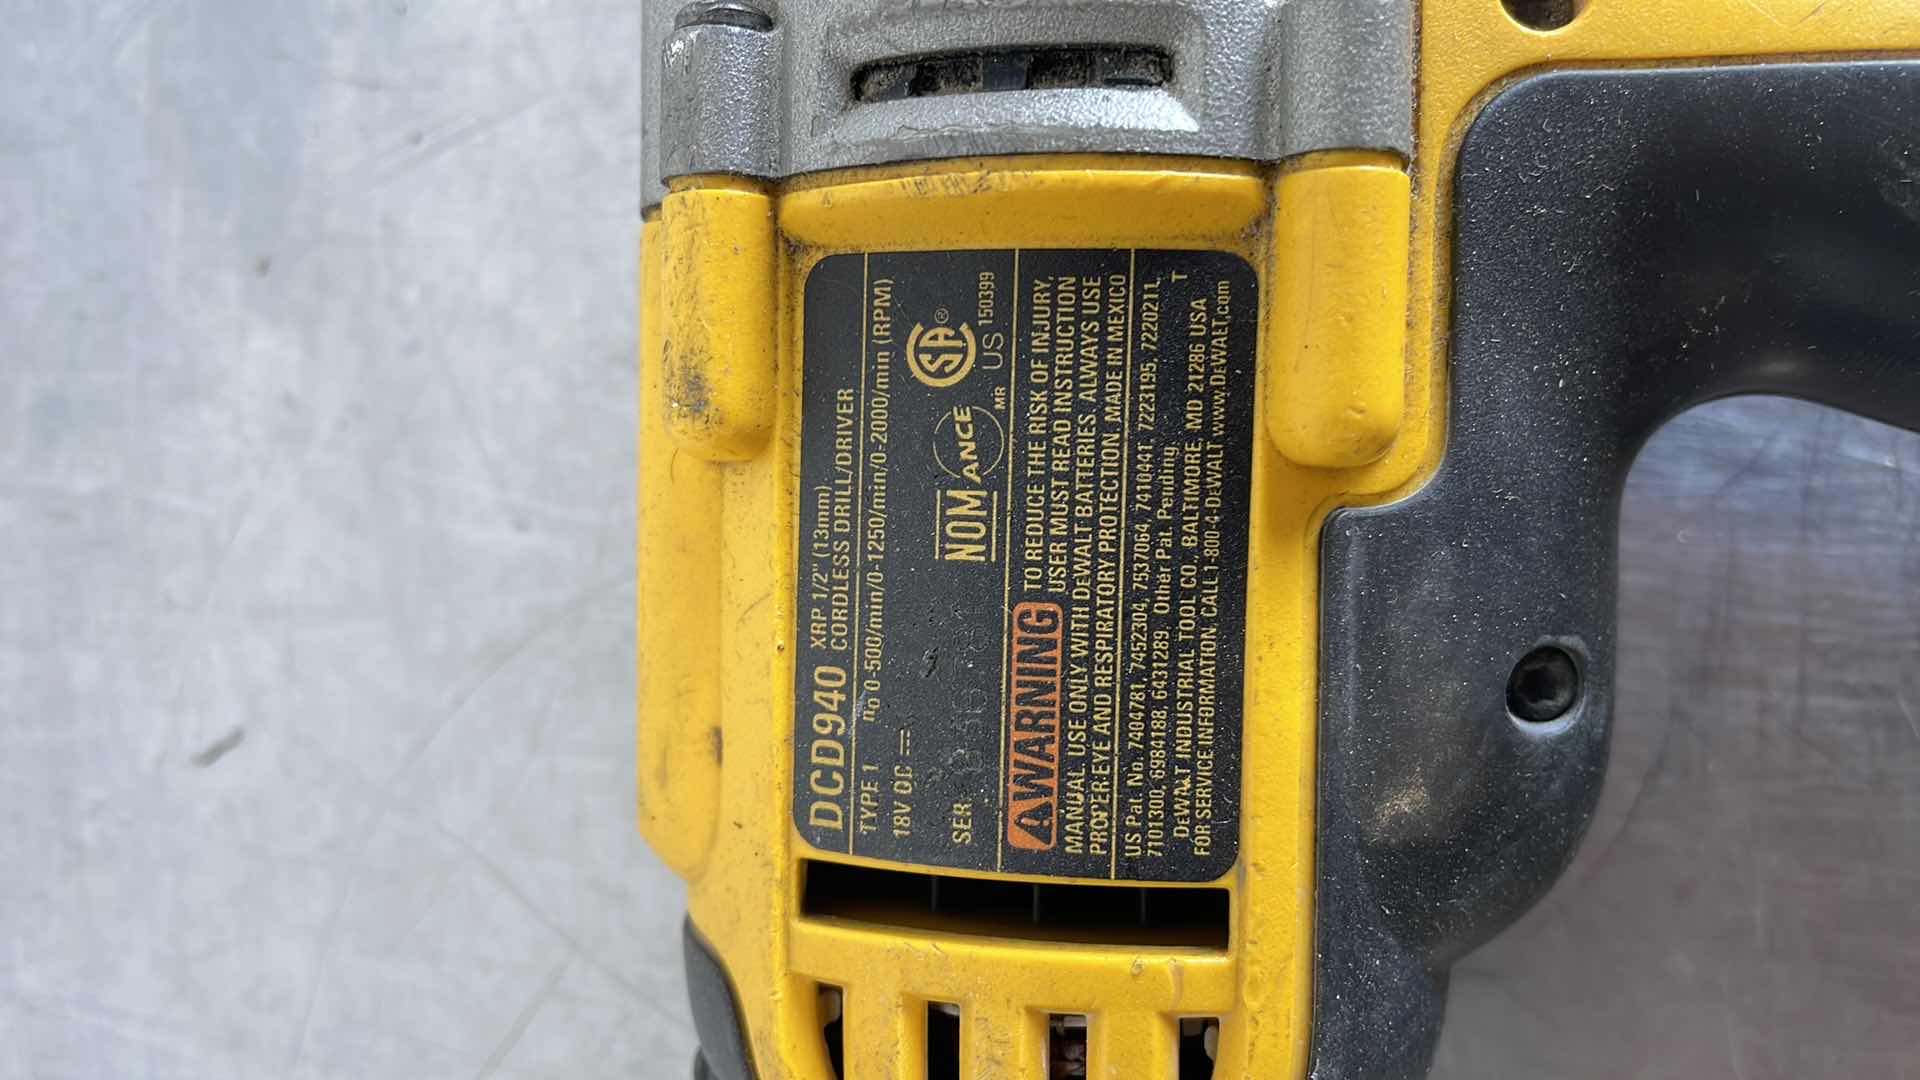 DCD940 XRP 1/2" (13mm)
CORDLESS DRILL/DRIVER
TYPE 1 n0 0-500/min/0-1250/min/0-2000/min (RPM)
18V DC
SER.
NOM ANCE MR
SA ® US 150399
WARNING TO REDUCE THE RISK OF INJURY,
USER MUST READ INSTRUCTION
MANUAL. USE ONLY WITH DEWALT BATTERIES. ALWAYS USE
PROPER EYE AND RESPIRATORY PROTECTION. MADE IN MEXICO
US Pat. No. 7404781, 7452304, 7537064, 7410441, 7223195, 7220211,
7101300, 6984188, 6431289 Other Pat. Pending T
DeWALT INDUSTRIAL TOOL CO., BALTIMORE, MD 21286 USA
FOR SERVICE INFORMATION, CALL 1-800-4-DeWALT www.DeWALT.com